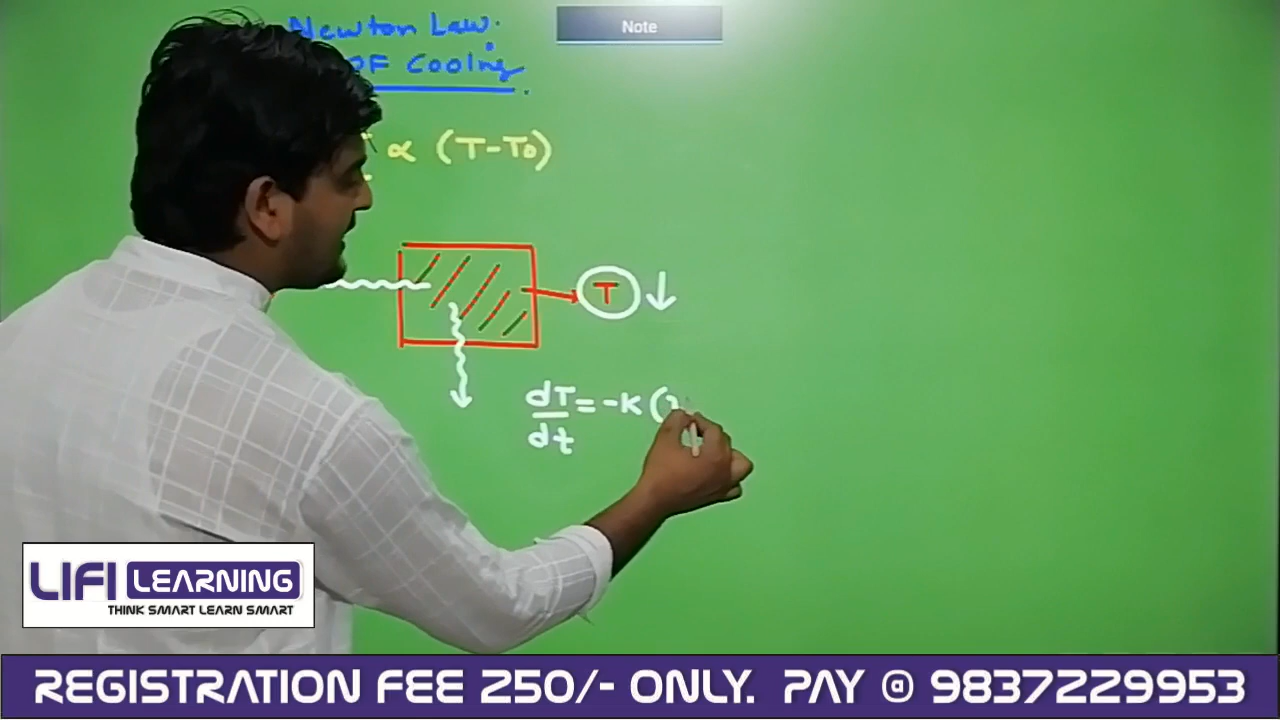 Newton Law.
OF Cooling
Note
∝ (T-T0)
T ↓
dT = -K (
dt
LIFI LEARNING
THINK SMART LEARN SMART
REGISTRATION FEE 250/- ONLY. PAY @ 9837229953